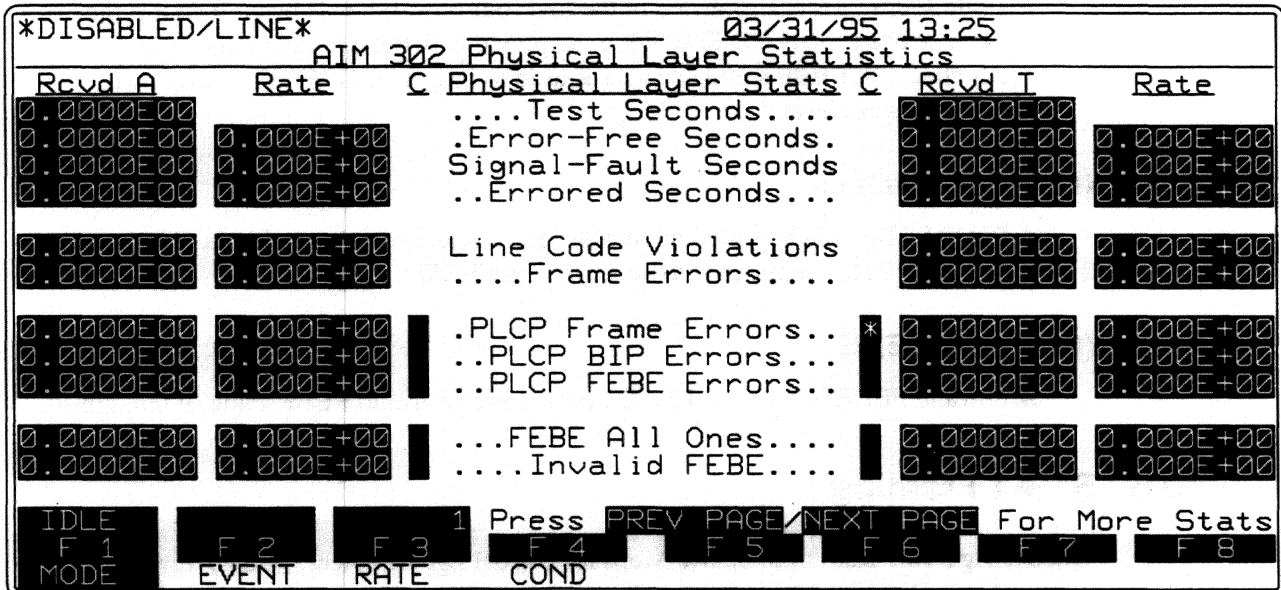 *DISABLED/LINE* 03/31/95 13:25
AIM 302 Physical Layer Statistics
Rcvd A Rate C Physical Layer Stats C Rcvd T Rate
0.0000E00 ....Test Seconds.... 0.0000E00
0.0000E00 0.000E+00 .Error-Free Seconds. 0.0000E00 0.000E+00
0.0000E00 0.000E+00 Signal-Fault Seconds 0.0000E00 0.000E+00
0.0000E00 0.000E+00 ..Errored Seconds... 0.0000E00 0.000E+00
0.0000E00 0.000E+00 Line Code Violations 0.0000E00 0.000E+00
0.0000E00 0.000E+00 ....Frame Errors.... 0.0000E00 0.000E+00
0.0000E00 0.000E+00 .PLCP Frame Errors.. * 0.0000E00 0.000E+00
0.0000E00 0.000E+00 ..PLCP BIP Errors... 0.0000E00 0.000E+00
0.0000E00 0.000E+00 ..PLCP FEBE Errors.. 0.0000E00 0.000E+00
0.0000E00 0.000E+00 ...FEBE All Ones.... 0.0000E00 0.000E+00
0.0000E00 0.000E+00 ....Invalid FEBE.... 0.0000E00 0.000E+00
IDLE 1 Press PREV PAGE/NEXT PAGE For More Stats
F 1 F 2 F 3 F 4 F 5 F 6 F 7 F 8
MODE EVENT RATE COND